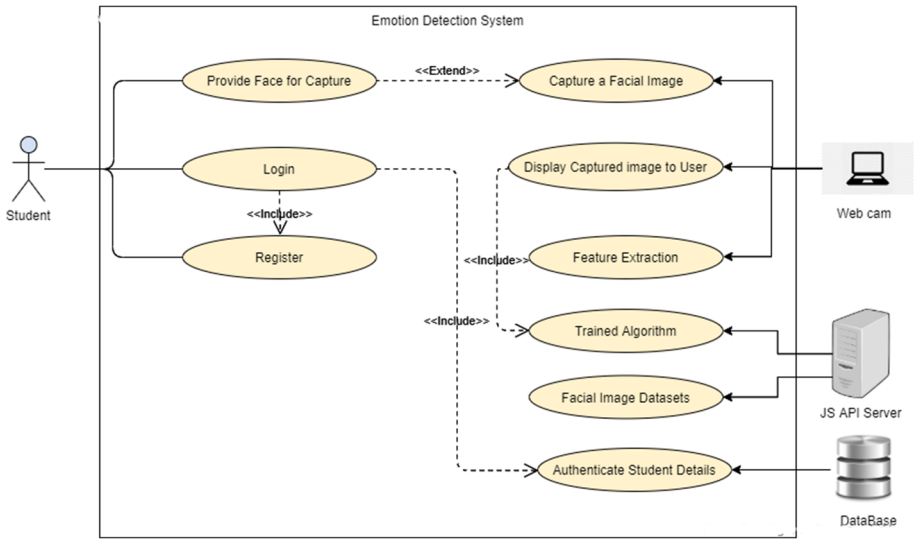 Emotion Detection System
Provide Face for Capture
<<Extend>>
Capture a Facial Image
Login
Display Captured image to User
Student
Web cam
<<Include>>
Register
<<Include>>
Feature Extraction
<<Include>>
Trained Algorithm
Facial Image Datasets
JS API Server
Authenticate Student Details
DataBase